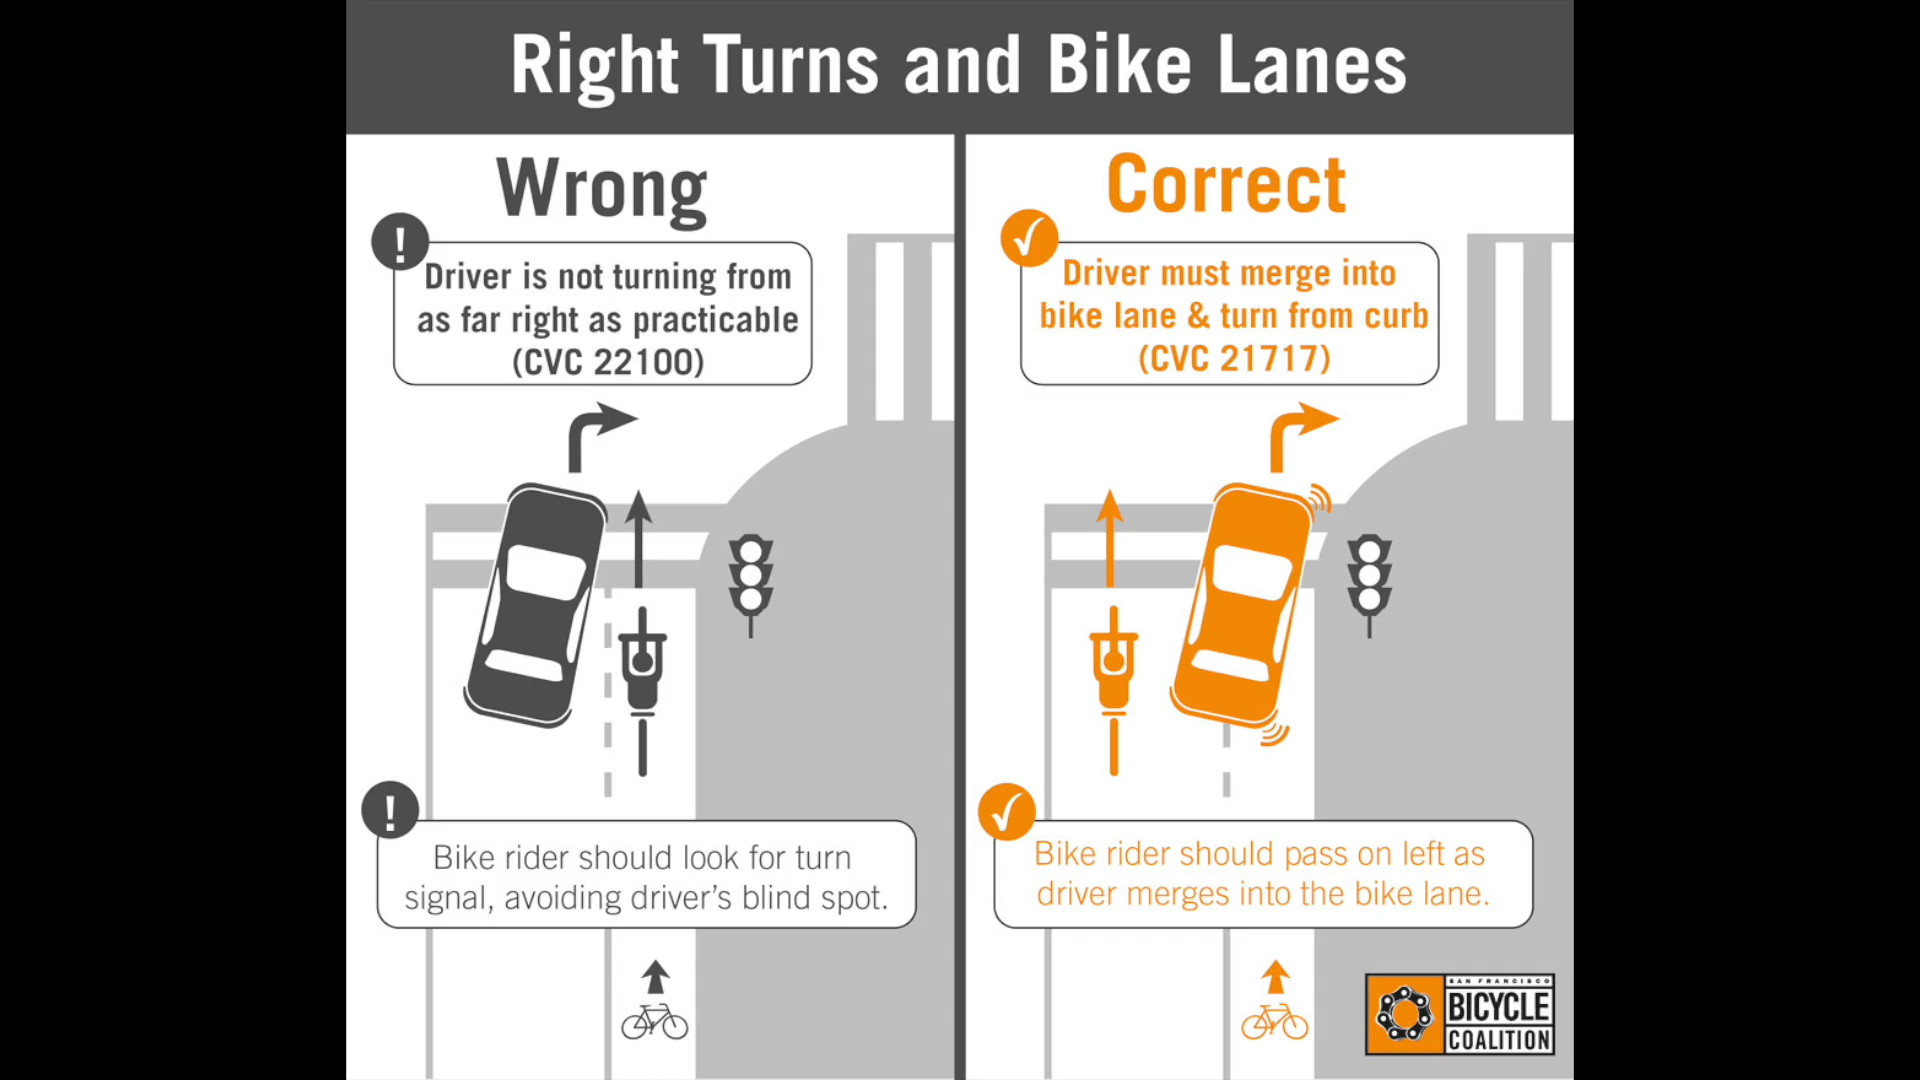 Right Turns and Bike Lanes
Wrong
!
Driver is not turning from
as far right as practicable
(CVC 22100)
!
Bike rider should look for turn
signal, avoiding driver's blind spot.
Correct
Driver must merge into
bike lane & turn from curb
(CVC 21717)
Bike rider should pass on left as
driver merges into the bike lane.
SAN FRANCISCO
BICYCLE
COALITION